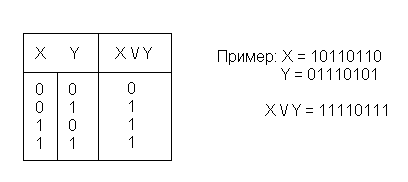 X Y X V Y
0 0 0
0 1 1
1 0 1
1 1 1
Пример: X = 10110110
Y = 01110101
X V Y = 11110111